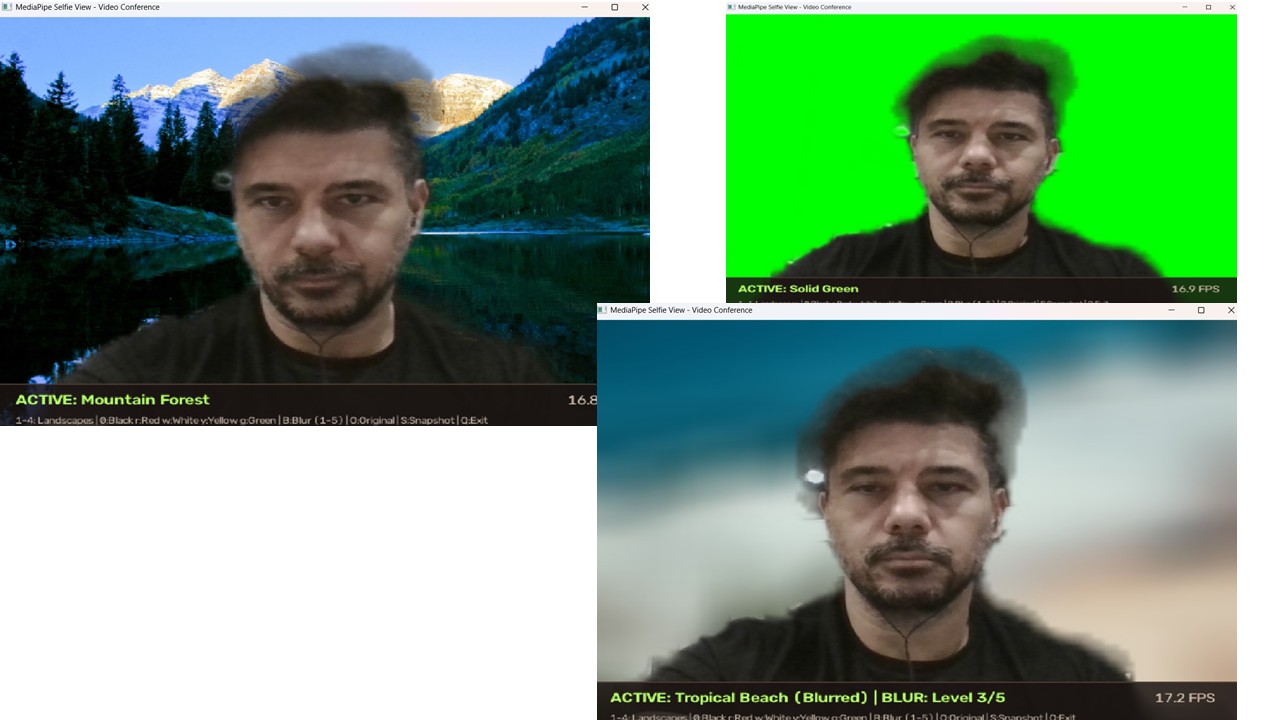 MediaPipe Selfie View - Video Conference
ACTIVE: Mountain Forest
16.8
1-4: Landscapes | 0:Black r:Red w:White y:Yellow g:Green | B:Blur (1-5) | O:Original | S:Snapshot | Q:Exit
MediaPipe Selfie View - Video Conference
ACTIVE: Solid Green
16.9 FPS
MediaPipe Selfie View - Video Conference
ACTIVE: Tropical Beach (Blurred) | BLUR: Level 3/5
17.2 FPS
1-4: Landscapes | 0:Black r:Red w:White y:Yellow g:Green | B:Blur (1-5) | O:Original | S:Snapshot | Q:Exit